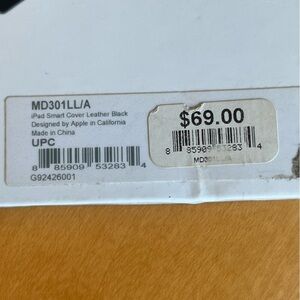 MD301LL/A
iPad Smart Cover Leather Black
Designed by Apple in California
Made in China
UPC
8 85909 53283 4
G92426001
$69.00
8 85909 53283 4
MD301LL/A